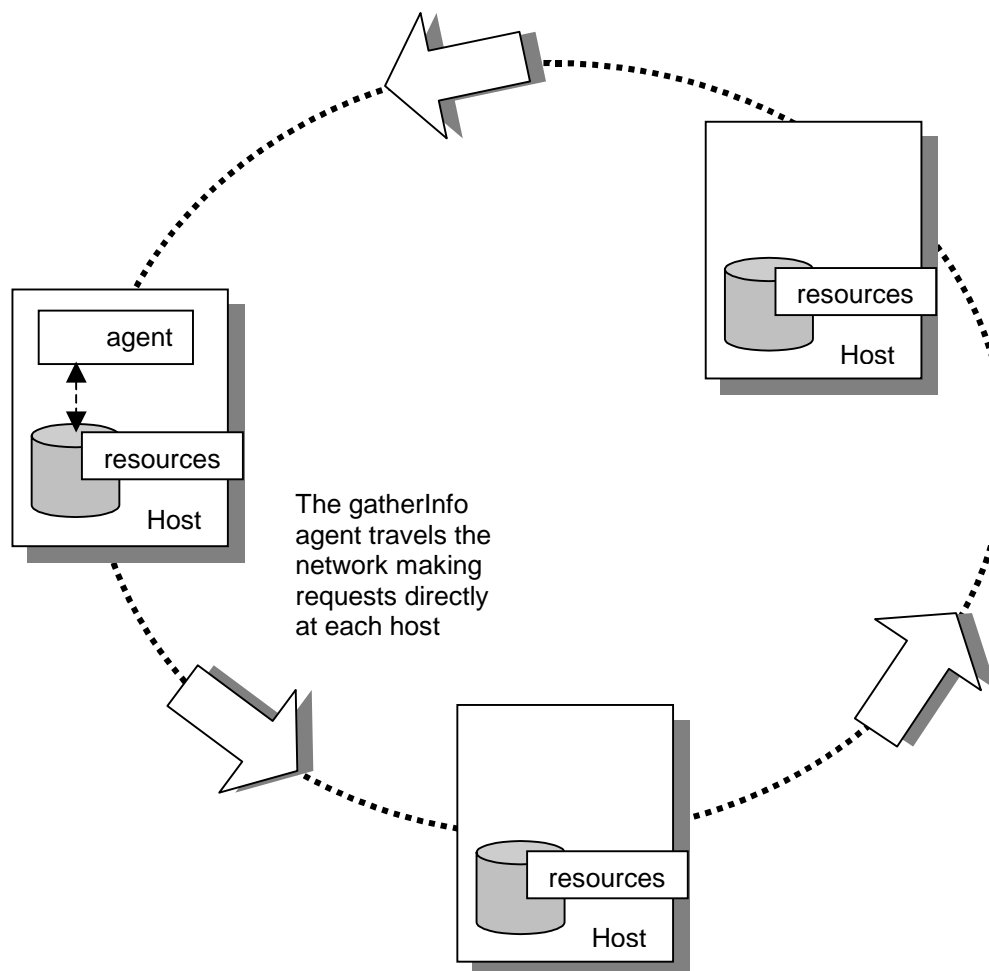 resources
Host
agent
resources
Host
The gatherInfo
agent travels the
network making
requests directly
at each host
resources
Host